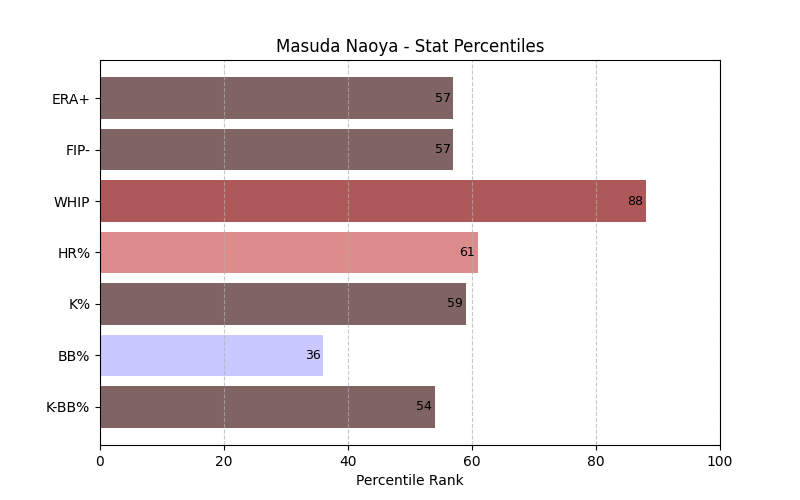 Masuda Naoya - Stat Percentiles
ERA+ 57
FIP- 57
WHIP 88
HR% 61
K% 59
BB% 36
K-BB% 54
0 20 40 60 80 100
Percentile Rank